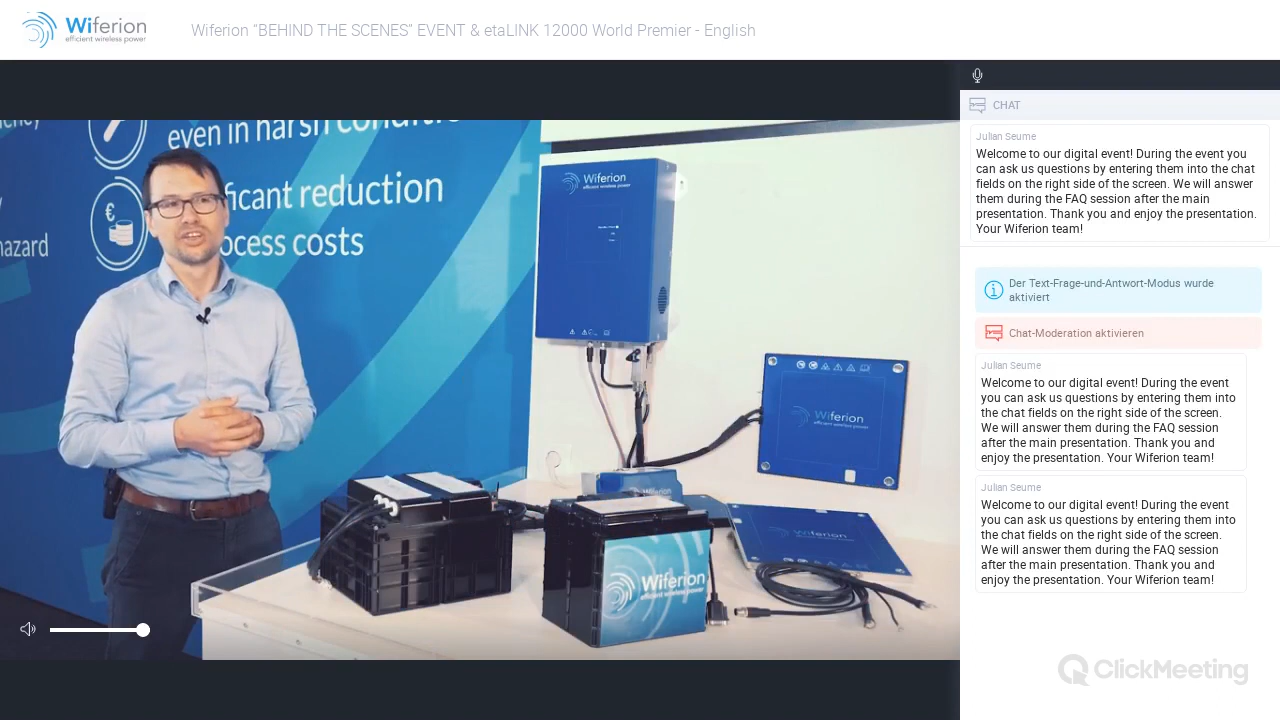 Wiferion
efficient wireless power
Wiferion “BEHIND THE SCENES” EVENT & etaLINK 12000 World Premier - English
even in harsh
ficant reduction
ocess costs
hazard
€
Wiferion
efficient wireless power
Wiferion
efficient wireless power
Wiferion
Wiferion
efficient wireless power
CHAT
Julian Seume
Welcome to our digital event! During the event you
can ask us questions by entering them into the chat
fields on the right side of the screen. We will answer
them during the FAQ session after the main
presentation. Thank you and enjoy the presentation.
Your Wiferion team!
Der Text-Frage-und-Antwort-Modus wurde
aktiviert
Chat-Moderation aktivieren
Julian Seume
Welcome to our digital event! During the event
you can ask us questions by entering them into
the chat fields on the right side of the screen.
We will answer them during the FAQ session
after the main presentation. Thank you and
enjoy the presentation. Your Wiferion team!
Julian Seume
Welcome to our digital event! During the event
you can ask us questions by entering them into
the chat fields on the right side of the screen.
We will answer them during the FAQ session
after the main presentation. Thank you and
enjoy the presentation. Your Wiferion team!
ClickMeeting